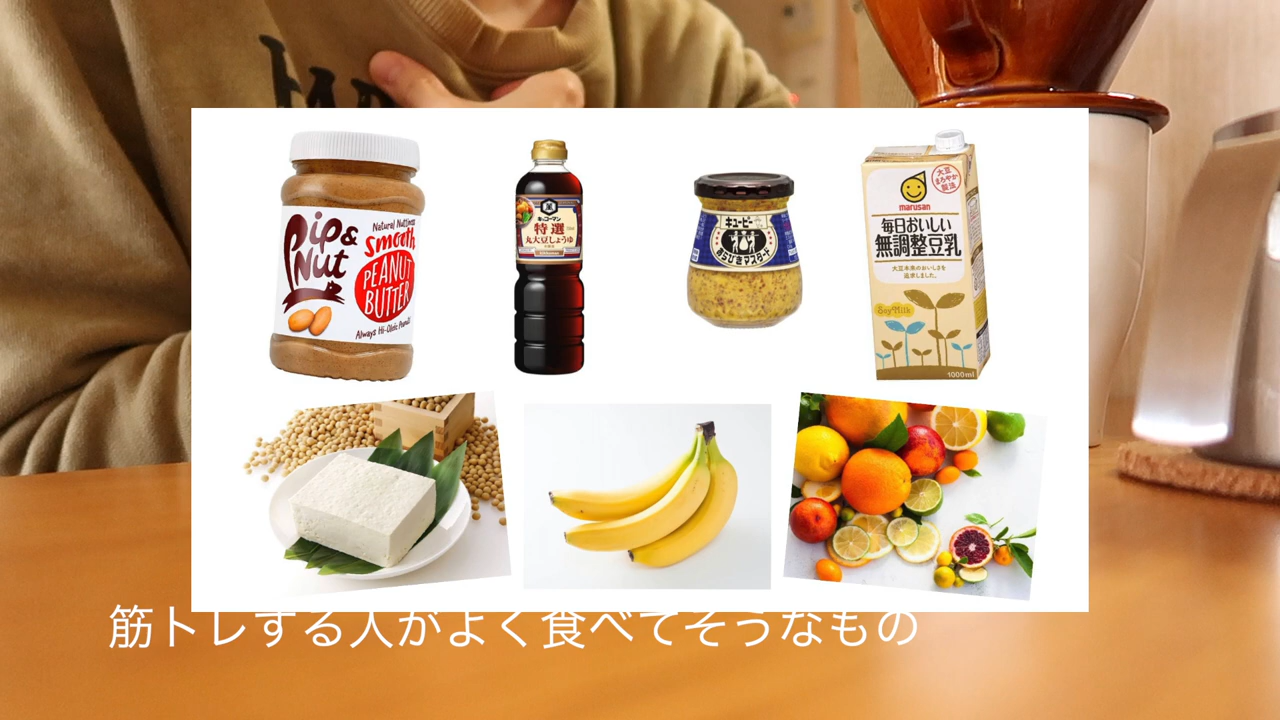 Pip &
Nut
Natural Nuttiness
Smooth
PEANUT
BUTTER
Always Hi-Oleic Peanuts
キッコーマン
特選
丸大豆しょうゆ
キユーピー
あらびきマスタード
大豆
まろやか
製法
marusan
毎日おいしい
無調整豆乳
大豆本来のおいしさを
追求しました。
Soy Milk
1000ml
筋トレする人がよく食べてそうなもの